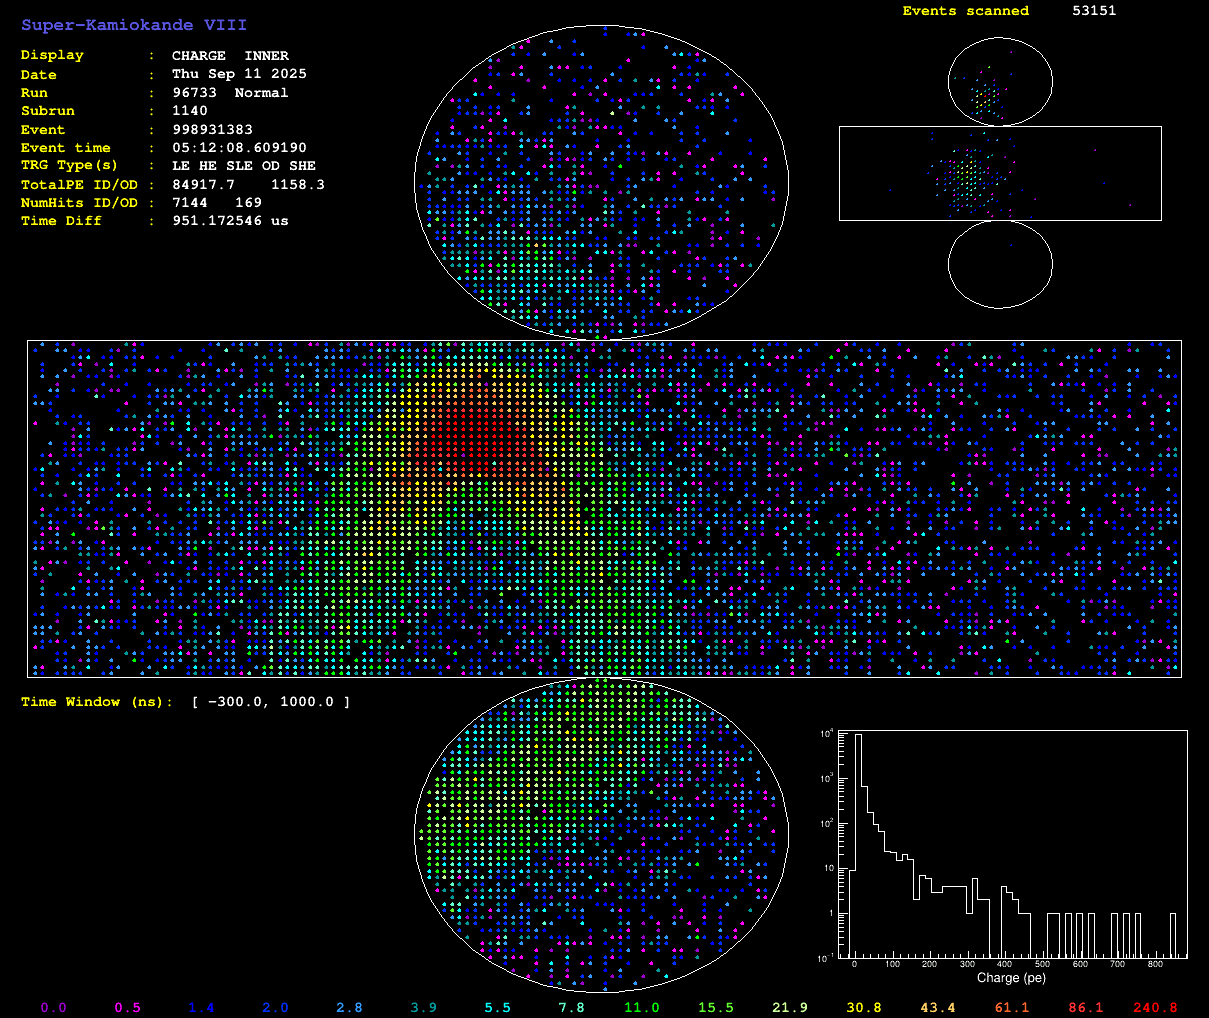 Super-Kamiokande VIII
Events scanned 53151
Display : CHARGE INNER
Date : Thu Sep 11 2025
Run : 96733 Normal
Subrun : 1140
Event : 998931383
Event time : 05:12:08.609190
TRG Type(s) : LE HE SLE OD SHE
TotalPE ID/OD : 84917.7 1158.3
NumHits ID/OD : 7144 169
Time Diff : 951.172546 us
Time Window (ns): [ -300.0, 1000.0 ]
10^4
10^3
10^2
10
1
10^-1
0 100 200 300 400 500 600 700 800
Charge (pe)
0.0 0.5 1.4 2.0 2.8 3.9 5.5 7.8 11.0 15.5 21.9 30.8 43.4 61.1 86.1 240.8